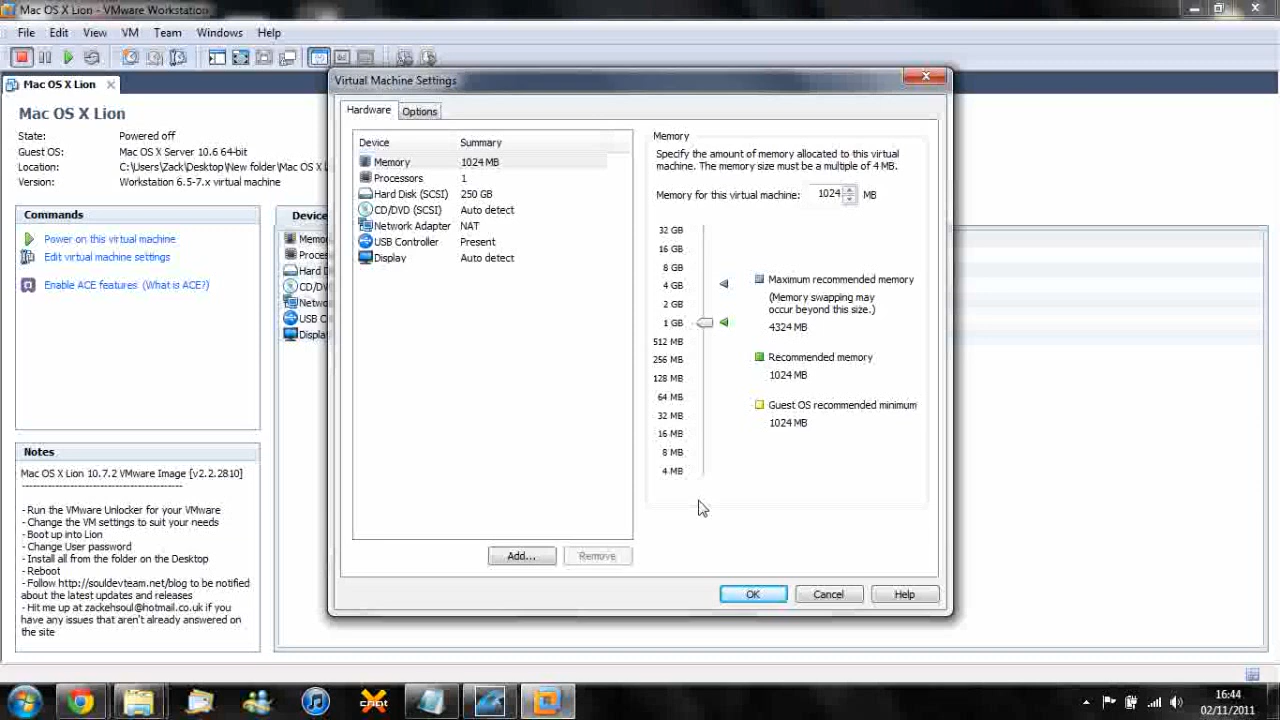 Mac OS X Lion - VMware Workstation
File Edit View VM Team Windows Help
Mac OS X Lion
Mac OS X Lion
State: Powered off
Guest OS: Mac OS X Server 10.6 64-bit
Location: C:\Users\Zack\Desktop\New folder\Mac OS X L
Version: Workstation 6.5-7.x virtual machine
Commands
Power on this virtual machine
Edit virtual machine settings
Enable ACE features (What is ACE?)
Notes
Mac OS X Lion 10.7.2 VMware Image [v2.2.2810]
- Run the VMware Unlocker for your VMware
- Change the VM settings to suit your needs
- Boot up into Lion
- Change User password
- Install all from the folder on the Desktop
- Reboot
- Follow http://souldevteam.net/blog to be notified
about the latest updates and releases
- Hit me up at zackehsoul@hotmail.co.uk if you
have any issues that aren't already answered on
the site
Device
Memo
Proce
Hard D
CD/DV
Netwo
USB C
Displa
Virtual Machine Settings
Hardware Options
Device Summary
Memory 1024 MB
Processors 1
Hard Disk (SCSI) 250 GB
CD/DVD (SCSI) Auto detect
Network Adapter NAT
USB Controller Present
Display Auto detect
Add... Remove
Memory
Specify the amount of memory allocated to this virtual
machine. The memory size must be a multiple of 4 MB.
Memory for this virtual machine: 1024 MB
32 GB
16 GB
8 GB
4 GB
2 GB
1 GB
512 MB
256 MB
128 MB
64 MB
32 MB
16 MB
8 MB
4 MB
Maximum recommended memory
(Memory swapping may
occur beyond this size.)
4324 MB
Recommended memory
1024 MB
Guest OS recommended minimum
1024 MB
OK Cancel Help
16:44
02/11/2011